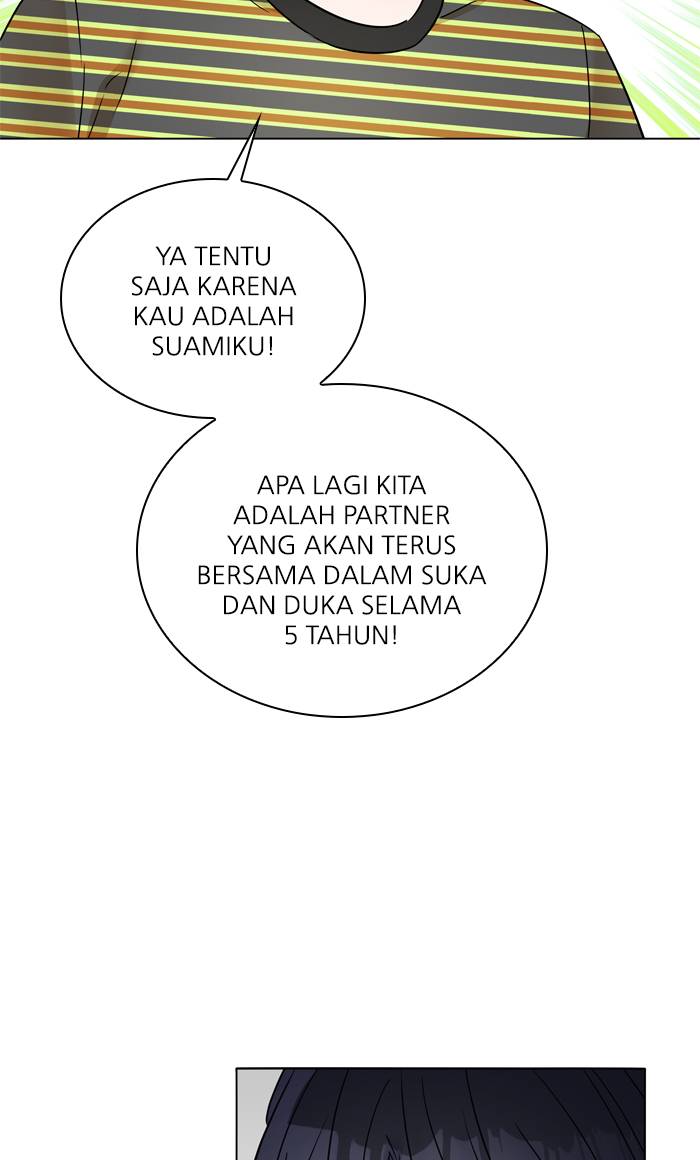 YA TENTU
SAJA KARENA
KAU ADALAH
SUAMIKU!
APA LAGI KITA
ADALAH PARTNER
YANG AKAN TERUS
BERSAMA DALAM SUKA
DAN DUKA SELAMA
5 TAHUN!